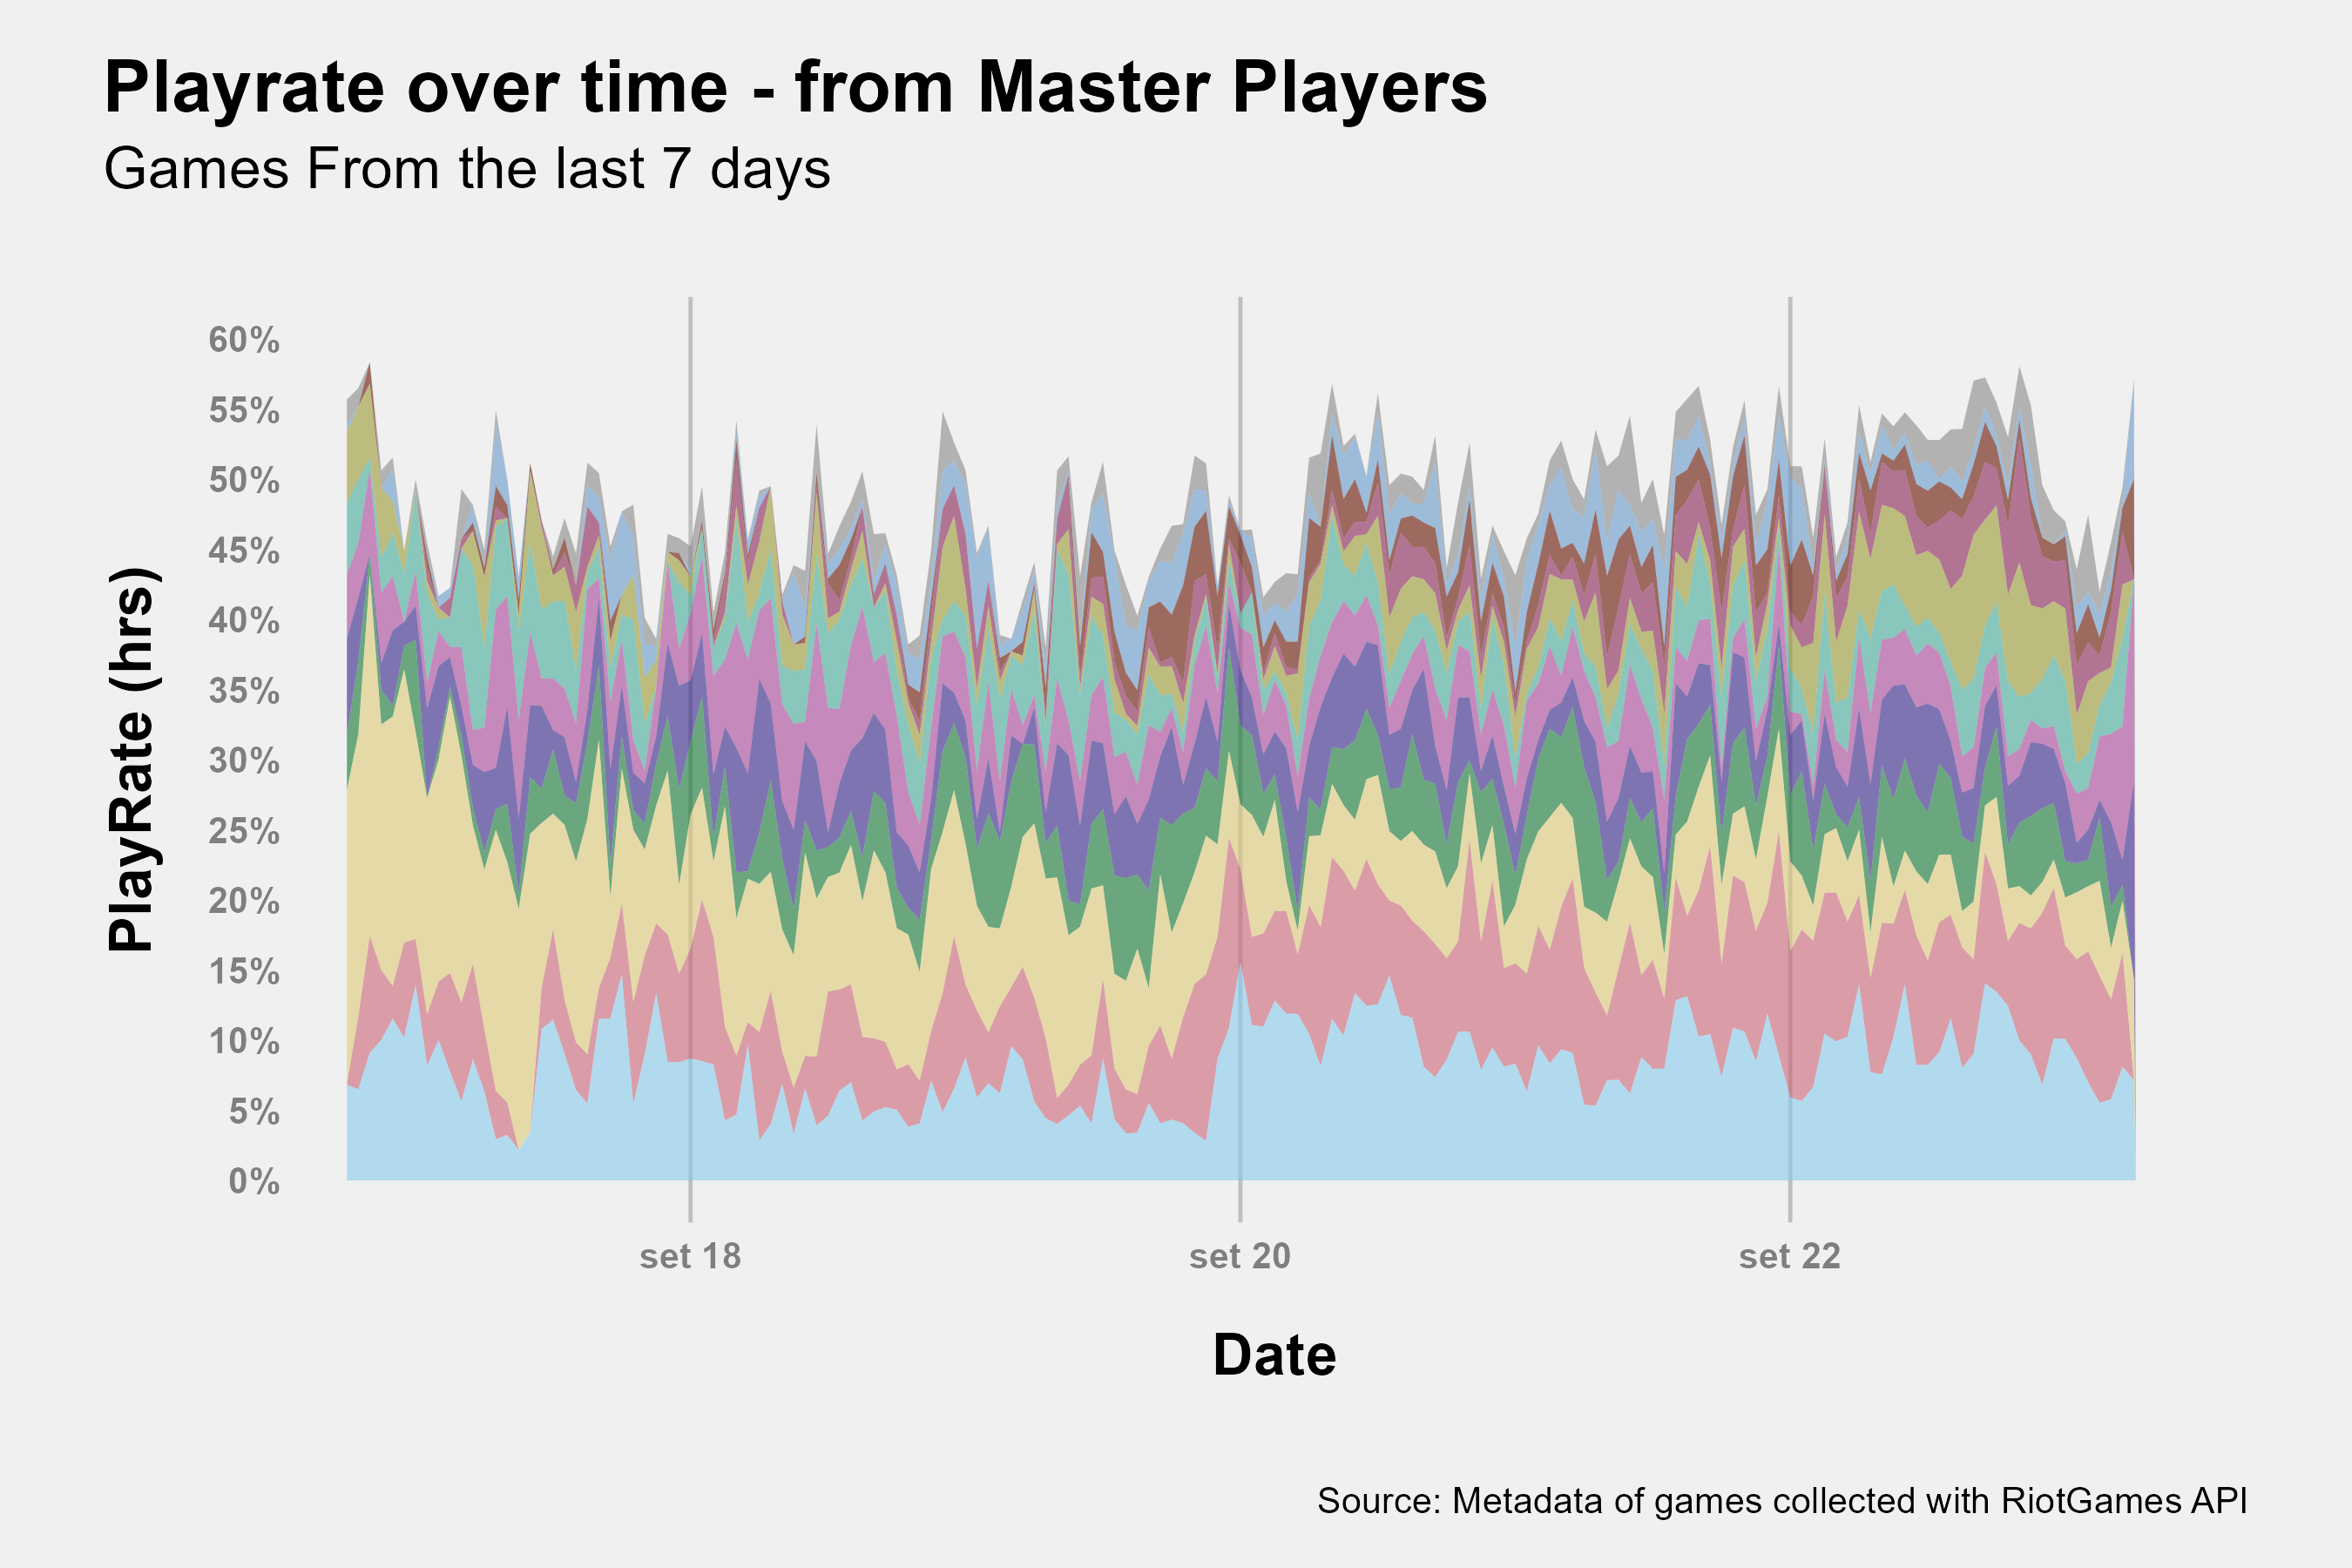 Playrate over time - from Master Players
Games From the last 7 days
60%
55%
50%
45%
40%
35%
30%
25%
20%
15%
10%
5%
0%
PlayRate (hrs)
set 18
set 20
set 22
Date
Source: Metadata of games collected with RiotGames API